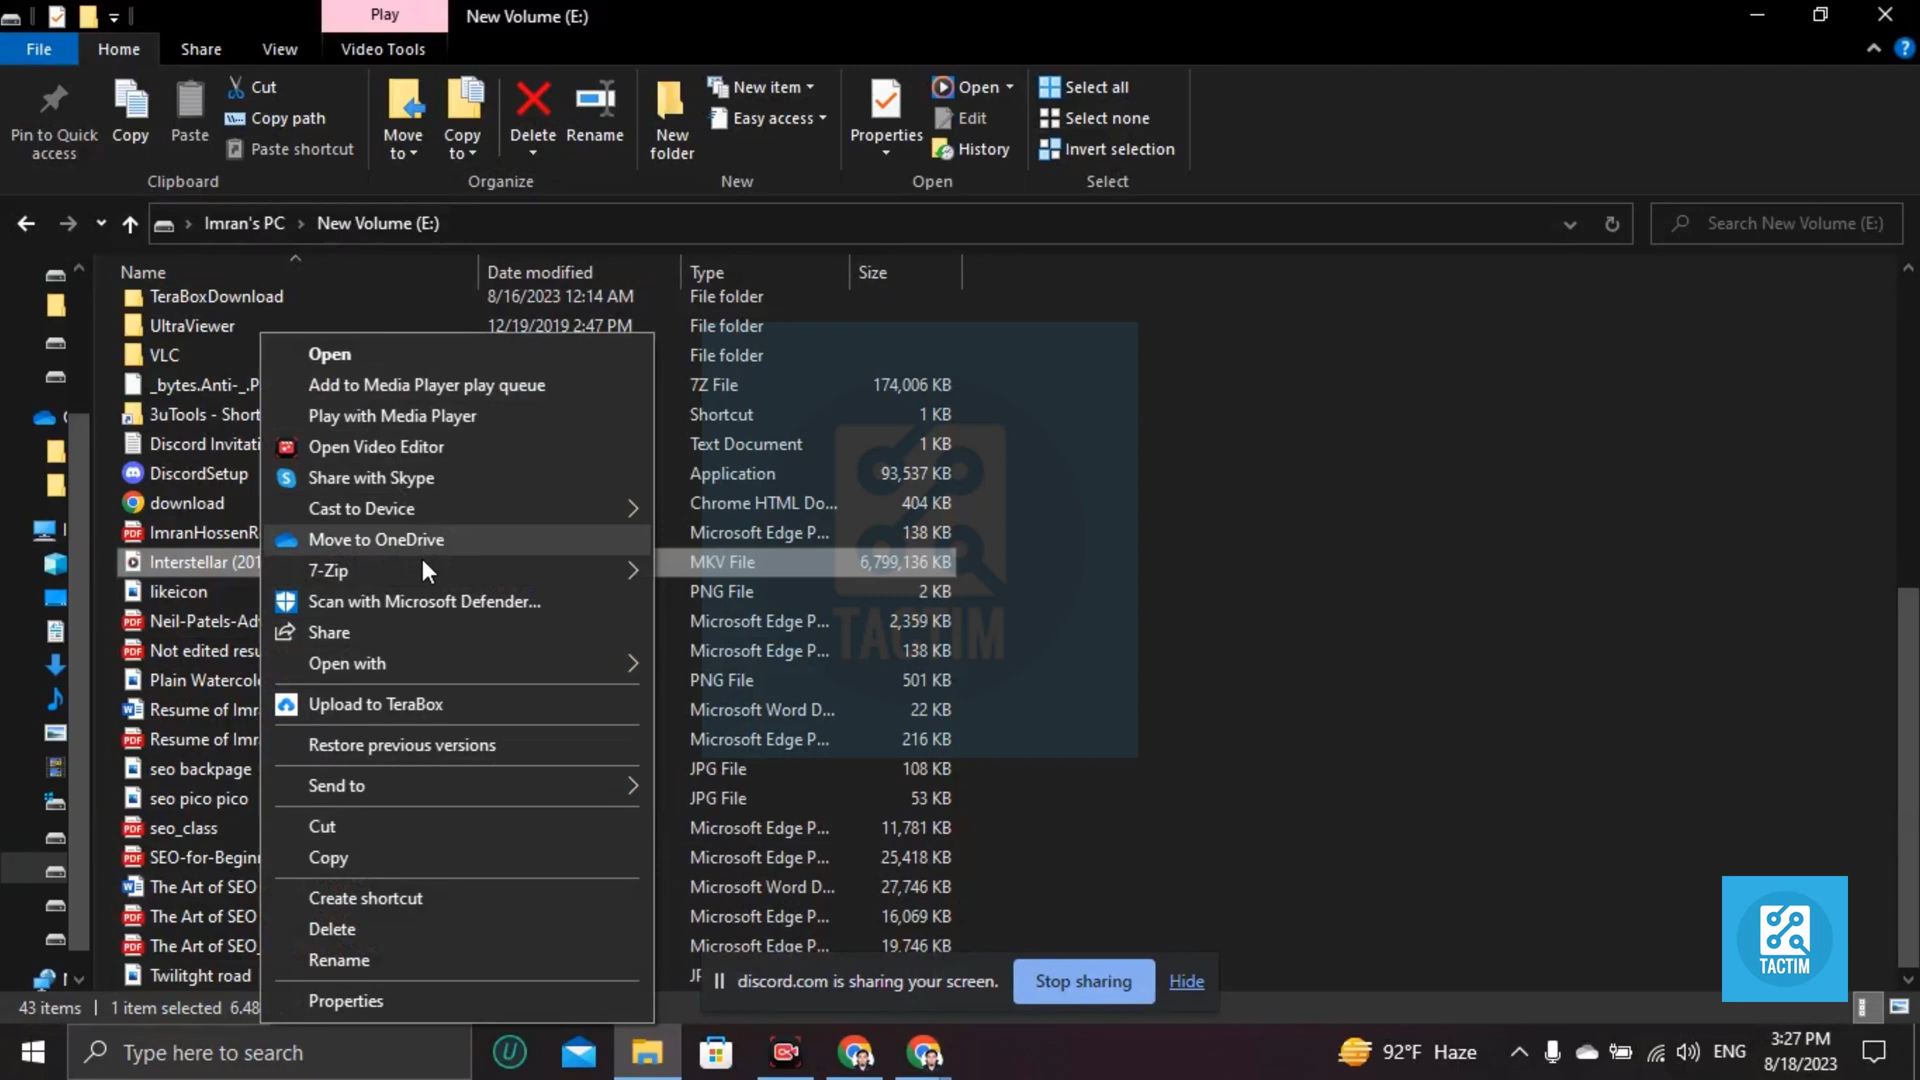 Play
New Volume (E:)
File
Home
Share
View
Video Tools
Pin to Quick access
Copy
Paste
Cut
Copy path
Paste shortcut
Clipboard
Move to
Copy to
Delete
Rename
Organize
New folder
New item
Easy access
New
Properties
Open
Edit
History
Open
Select all
Select none
Invert selection
Select
Imran's PC
New Volume (E:)
Search New Volume (E:)
Name
Date modified
Type
Size
TeraBoxDownload 8/16/2023 12:14 AM File folder
UltraViewer 12/19/2019 2:47 PM File folder
VLC File folder
_bytes.Anti-_.P 7Z File 174,006 KB
3uTools - Short Shortcut 1 KB
Discord Invitati Text Document 1 KB
DiscordSetup Application 93,537 KB
download Chrome HTML Do... 404 KB
ImranHossenR Microsoft Edge P... 138 KB
Interstellar (201 MKV File 6,799,136 KB
likeicon PNG File 2 KB
Neil-Patels-Ad Microsoft Edge P... 2,359 KB
Not edited resu Microsoft Edge P... 138 KB
Plain Waterco PNG File 501 KB
Resume of Imr Microsoft Word D... 22 KB
Resume of Imr Microsoft Edge P... 216 KB
seo backpage JPG File 108 KB
seo pico pico JPG File 53 KB
seo_class Microsoft Edge P... 11,781 KB
SEO-for-Begin Microsoft Edge P... 25,418 KB
The Art of SEO Microsoft Word D... 27,746 KB
The Art of SEO Microsoft Edge P... 16,069 KB
The Art of SEO_ Microsoft Edge P... 19,746 KB
Twilitght road
Open
Add to Media Player play queue
Play with Media Player
Open Video Editor
Share with Skype
Cast to Device
Move to OneDrive
7-Zip
Scan with Microsoft Defender...
Share
Open with
Upload to TeraBox
Restore previous versions
Send to
Cut
Copy
Create shortcut
Delete
Rename
Properties
TACTIM
TACTIM
discord.com is sharing your screen.
Stop sharing
Hide
43 items
1 item selected 6.48
Type here to search
92°F Haze
ENG
3:27 PM
8/18/2023